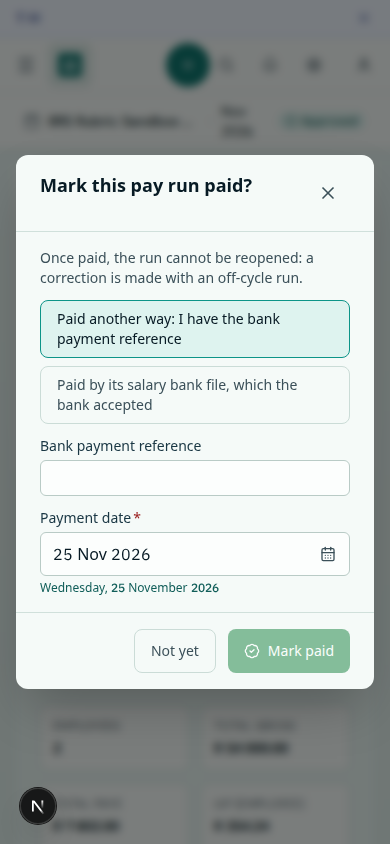 Mark this pay run paid?
Once paid, the run cannot be reopened: a
correction is made with an off-cycle run.
Paid another way: I have the bank
payment reference
Paid by its salary bank file, which the
bank accepted
Bank payment reference
Payment date*
25 Nov 2026
Wednesday, 25 November 2026
Not yet
Mark paid
N